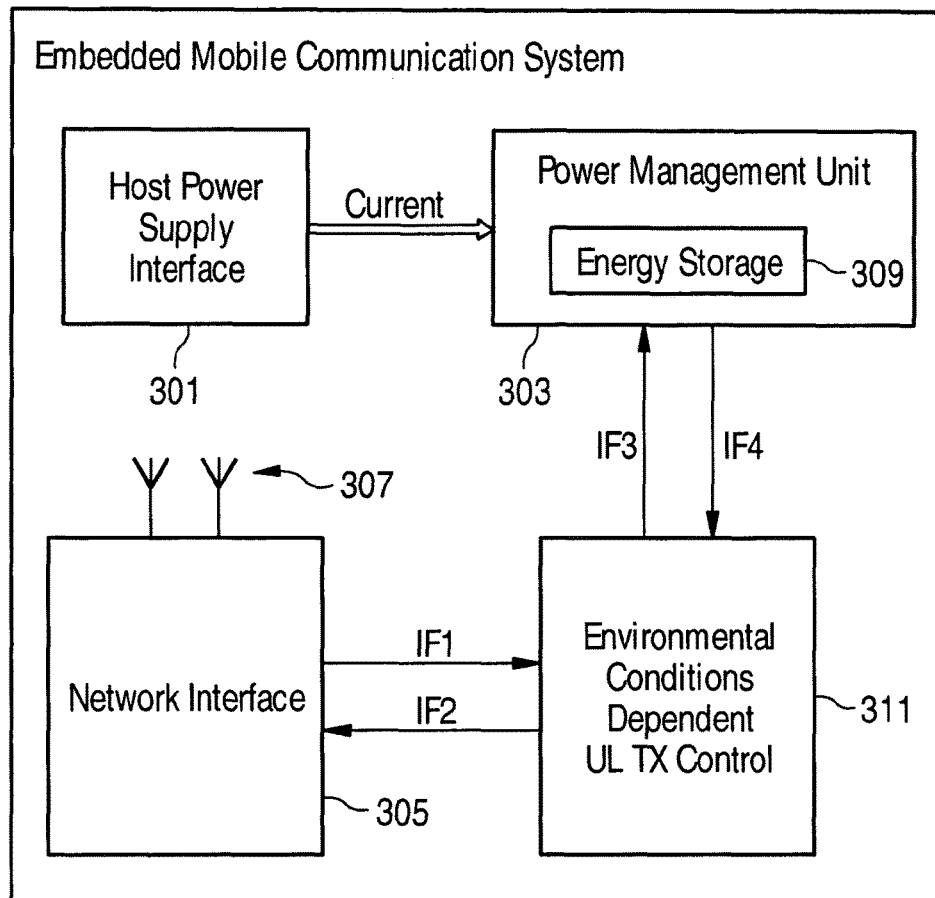 Embedded Mobile Communication System
Host Power
Supply
Interface
301
Current
Power Management Unit
Energy Storage
309
303
IF3
IF4
307
Network Interface
305
IF1
IF2
Environmental
Conditions
Dependent
UL TX Control
311